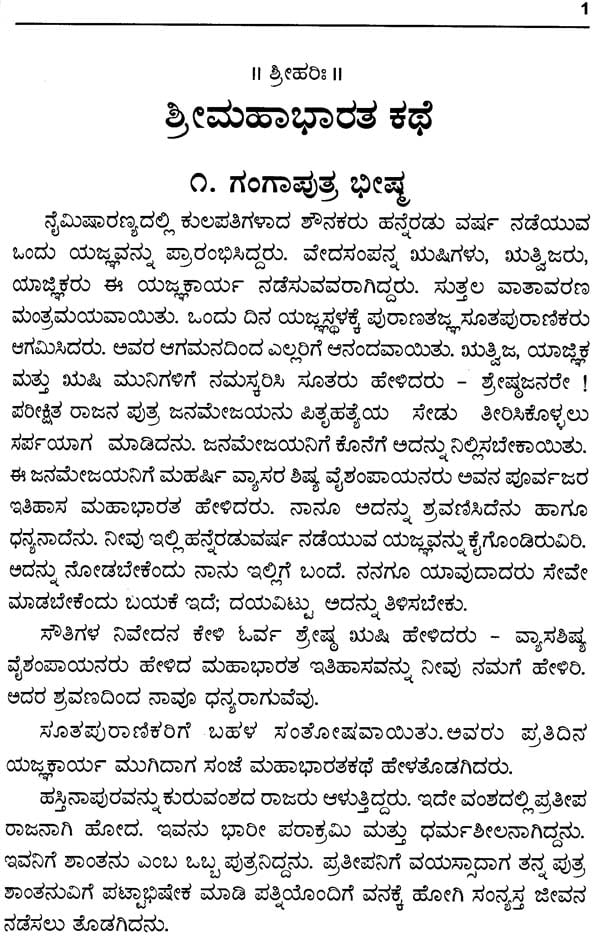 1
॥ ಶ್ರೀಹರಿಃ ॥
ಶ್ರೀಮಹಾಭಾರತ ಕಥೆ
೧. ಗಂಗಾಪುತ್ರ ಭೀಷ್ಮ
ನೈಮಿಷಾರಣ್ಯದಲ್ಲಿ ಕುಲಪತಿಗಳಾದ ಶೌನಕರು ಹನ್ನೆರಡು ವರ್ಷ ನಡೆಯುವ
ಒಂದು ಯಜ್ಞವನ್ನು ಪ್ರಾರಂಭಿಸಿದ್ದರು. ವೇದಸಂಪನ್ನ ಋಷಿಗಳು, ಋತ್ವಿಜರು,
ಯಾಜ್ಞಿಕರು ಈ ಯಜ್ಞಕಾರ್ಯ ನಡೆಸುವವರಾಗಿದ್ದರು. ಸುತ್ತಲ ವಾತಾವರಣ
ಮಂತ್ರಮಯವಾಯಿತು. ಒಂದು ದಿನ ಯಜ್ಞಸ್ಥಳಕ್ಕೆ ಪುರಾಣತಜ್ಞ ಸೂತಪುರಾಣಿಕರು
ಆಗಮಿಸಿದರು. ಅವರ ಆಗಮನದಿಂದ ಎಲ್ಲರಿಗೆ ಆನಂದವಾಯಿತು. ಋತ್ವಿಜ, ಯಾಜ್ಞಿಕ
ಮತ್ತು ಋಷಿ ಮುನಿಗಳಿಗೆ ನಮಸ್ಕರಿಸಿ ಸೂತರು ಹೇಳಿದರು – ಶ್ರೇಷ್ಠಜನರೇ !
ಪರೀಕ್ಷಿತ ರಾಜನ ಪುತ್ರ ಜನಮೇಜಯನು ಪಿತೃಹತ್ಯೆಯ ಸೇಡು ತೀರಿಸಿಕೊಳ್ಳಲು
ಸರ್ಪಯಾಗ ಮಾಡಿದನು. ಜನಮೇಜಯನಿಗೆ ಕೊನೆಗೆ ಅದನ್ನು ನಿಲ್ಲಿಸಬೇಕಾಯಿತು.
ಈ ಜನಮೇಜಯನಿಗೆ ಮಹರ್ಷಿ ವ್ಯಾಸರ ಶಿಷ್ಯ ವೈಶಂಪಾಯನರು ಅವನ ಪೂರ್ವಜರ
ಇತಿಹಾಸ ಮಹಾಭಾರತ ಹೇಳಿದರು. ನಾನೂ ಅದನ್ನು ಶ್ರವಣಿಸಿದೆನು ಹಾಗೂ
ಧನ್ಯನಾದೆನು. ನೀವು ಇಲ್ಲಿ ಹನ್ನೆರಡುವರ್ಷ ನಡೆಯುವ ಯಜ್ಞವನ್ನು ಕೈಗೊಂಡಿರುವಿರಿ.
ಅದನ್ನು ನೋಡಬೇಕೆಂದು ನಾನು ಇಲ್ಲಿಗೆ ಬಂದೆ. ನನಗೂ ಯಾವುದಾದರು ಸೇವೇ
ಮಾಡಬೇಕೆಂದು ಬಯಕೆ ಇದೆ; ದಯವಿಟ್ಟು ಅದನ್ನು ತಿಳಿಸಬೇಕು.
ಸೌತಿಗಳ ನಿವೇದನ ಕೇಳಿ ಓರ್ವ ಶ್ರೇಷ್ಠ ಋಷಿ ಹೇಳಿದರು – ವ್ಯಾಸಶಿಷ್ಯ
ವೈಶಂಪಾಯನರು ಹೇಳಿದ ಮಹಾಭಾರತ ಇತಿಹಾಸವನ್ನು ನೀವು ನಮಗೆ ಹೇಳಿರಿ.
ಅದರ ಶ್ರವಣದಿಂದ ನಾವೂ ಧನ್ಯರಾಗುವೆವು.
ಸೂತಪುರಾಣಿಕರಿಗೆ ಬಹಳ ಸಂತೋಷವಾಯಿತು. ಅವರು ಪ್ರತಿದಿನ
ಯಜ್ಞಕಾರ್ಯ ಮುಗಿದಾಗ ಸಂಜೆ ಮಹಾಭಾರತಕಥೆ ಹೇಳತೊಡಗಿದರು.
ಹಸ್ತಿನಾಪುರವನ್ನು ಕುರುವಂಶದ ರಾಜರು ಆಳುತ್ತಿದ್ದರು. ಇದೇ ವಂಶದಲ್ಲಿ ಪ್ರತೀಪ
ರಾಜನಾಗಿ ಹೋದ. ಇವನು ಭಾರೀ ಪರಾಕ್ರಮಿ ಮತ್ತು ಧರ್ಮಶೀಲನಾಗಿದ್ದನು.
ಇವನಿಗೆ ಶಾಂತನು ಎಂಬ ಒಬ್ಬ ಪುತ್ರನಿದ್ದನು. ಪ್ರತೀಪನಿಗೆ ವಯಸ್ಸಾದಾಗ ತನ್ನ ಪುತ್ರ
ಶಾಂತನುವಿಗೆ ಪಟ್ಟಾಭಿಷೇಕ ಮಾಡಿ ಪತ್ನಿಯೊಂದಿಗೆ ವನಕ್ಕೆ ಹೋಗಿ ಸಂನ್ಯಸ್ತ ಜೀವನ
ನಡೆಸಲು ತೊಡಗಿದನು.